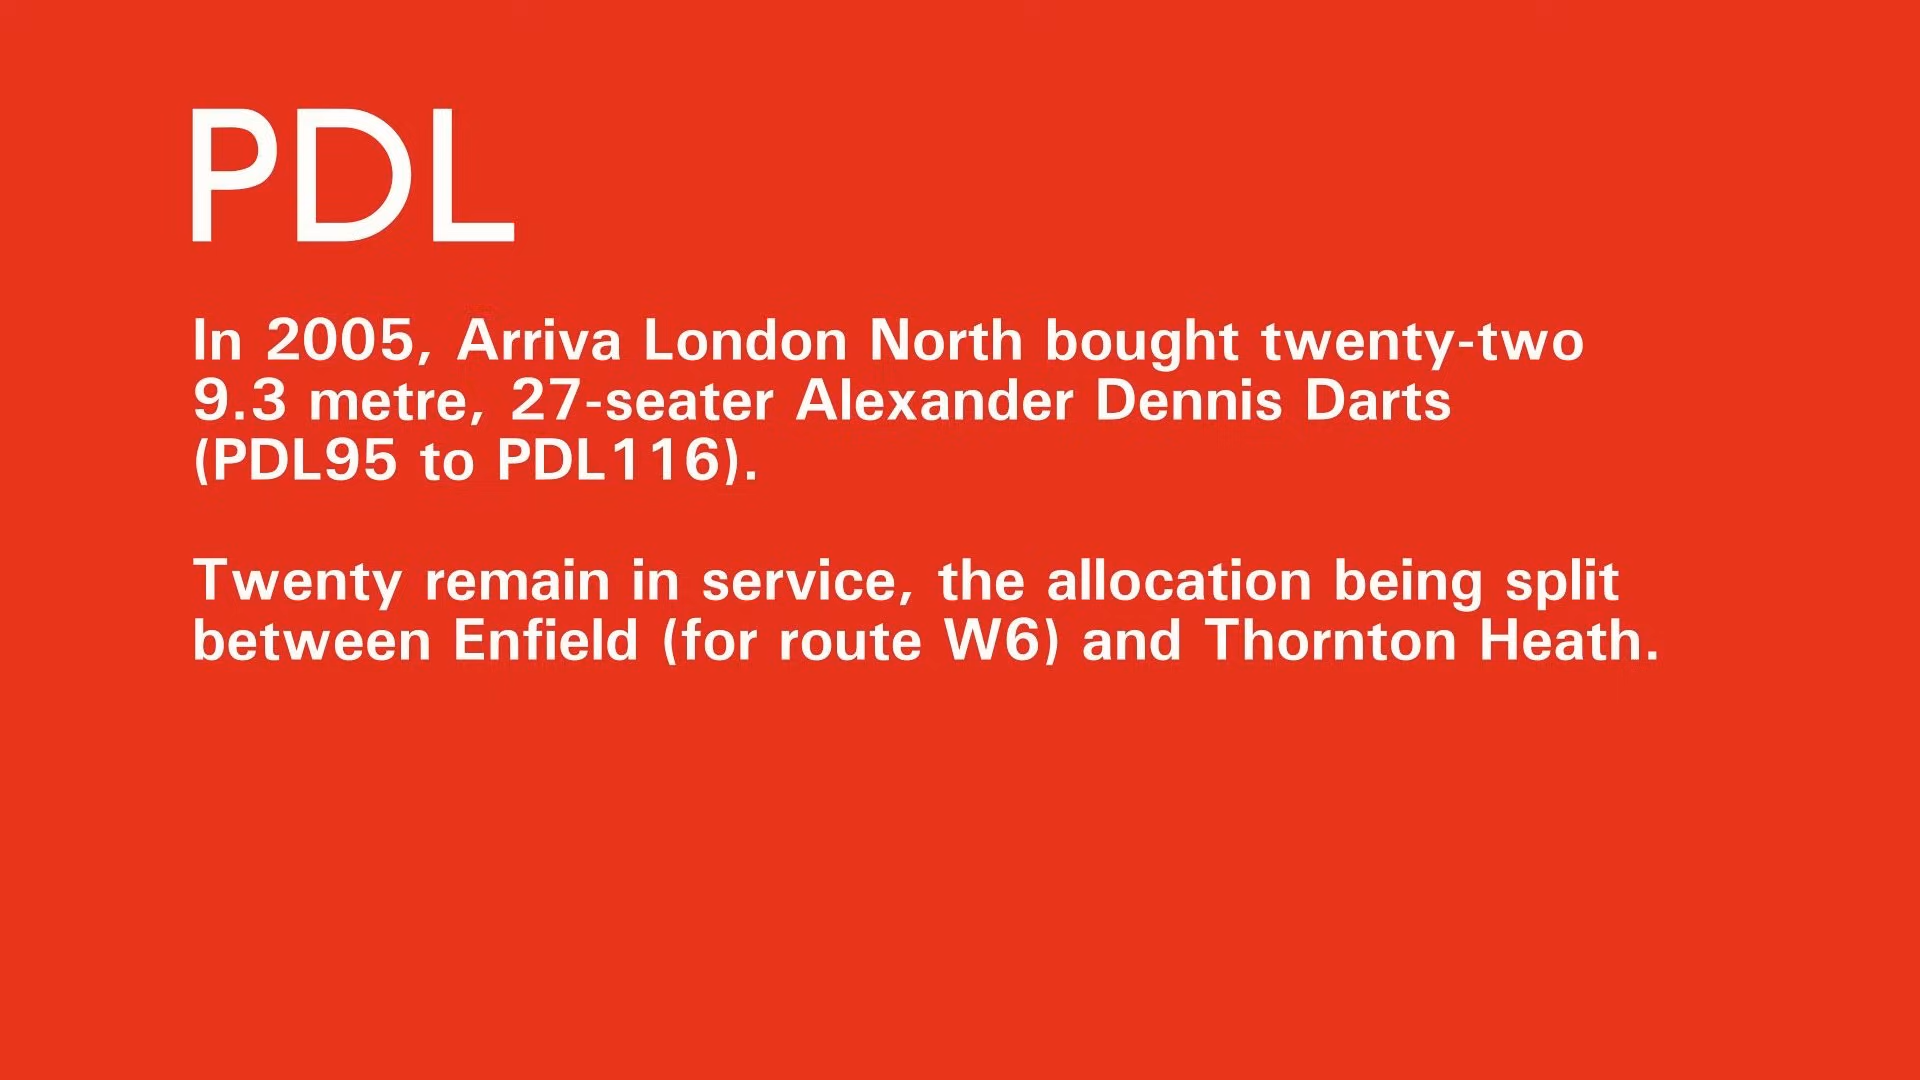 PDL
In 2005, Arriva London North bought twenty-two
9.3 metre, 27-seater Alexander Dennis Darts
(PDL95 to PDL116).
Twenty remain in service, the allocation being split
between Enfield (for route W6) and Thornton Heath.